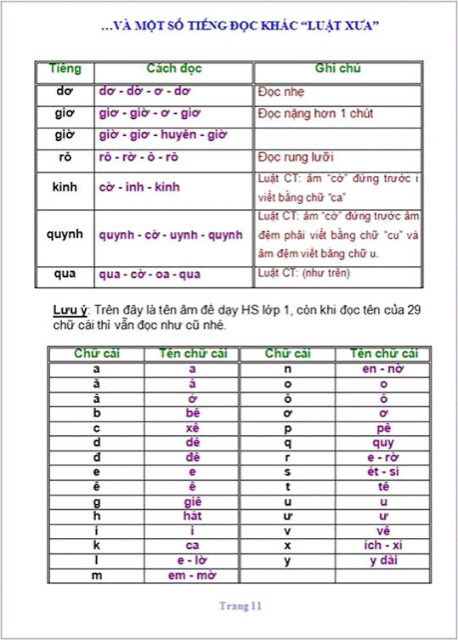 ...VÀ MỘT SỐ TIẾNG ĐỌC KHÁC "LUẬT XƯA"
Tiếng Cách đọc Ghi chú
dơ dơ - dờ - ơ - dơ Đọc nhẹ
giơ giơ - giờ - ơ - giơ Đọc nặng hơn 1 chút
giờ giờ - giơ - huyên - giờ
rô rô - rờ - ô - rô Đọc rung lưỡi
kinh cờ - inh - kinh Luật CT: âm "cờ" đứng trước i
viết bằng chữ "ca"
quynh quynh - cờ - uynh - quynh Luật CT: âm "cờ" đứng trước âm
đệm phải viết bằng chữ "cu" và
âm đệm viết bằng chữ u.
qua qua - cờ - oa - qua Luật CT: (như trên)
Lưu ý: Trên đây là tên âm để dạy HS lớp 1, còn khi đọc tên của 29
chữ cái thì vẫn đọc như cũ nhé.
Chữ cái Tên chữ cái Chữ cái Tên chữ cái
a a n en - nờ
ă á o o
â ớ ô ô
b bê ơ ơ
c xê p pê
d dê q quy
đ đê r e - rờ
e e s ét - sì
ê ê t tê
g giê u u
h hát ư ư
i i v vê
k ca x ích - xì
l e - lờ y y dài
m em - mờ
Trang 11